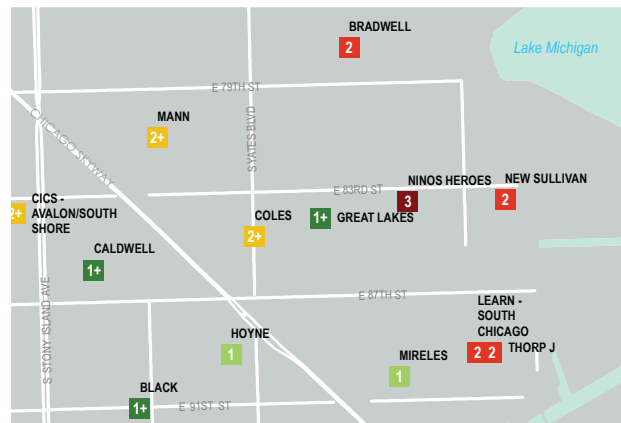 BRADWELL
2
Lake Michigan
E 79TH ST
CHICAGO SKYWAY
MANN
2+
S YATES BLVD
E 83RD ST
NINOS HEROES
3
NEW SULLIVAN
2
CICS -
AVALON/SOUTH
SHORE
2+
COLES
2+
1+
GREAT LAKES
CALDWELL
1+
S STONY ISLAND AVE
E 87TH ST
LEARN -
SOUTH
CHICAGO
2 2
THORP J
HOYNE
1
MIRELES
1
BLACK
1+
E 91ST ST